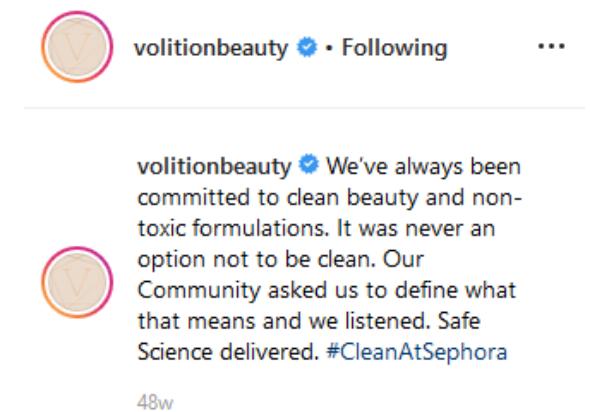 volitionbeauty • Following
volitionbeauty We've always been
committed to clean beauty and non-
toxic formulations. It was never an
option not to be clean. Our
Community asked us to define what
that means and we listened. Safe
Science delivered. #CleanAtSephora
48w